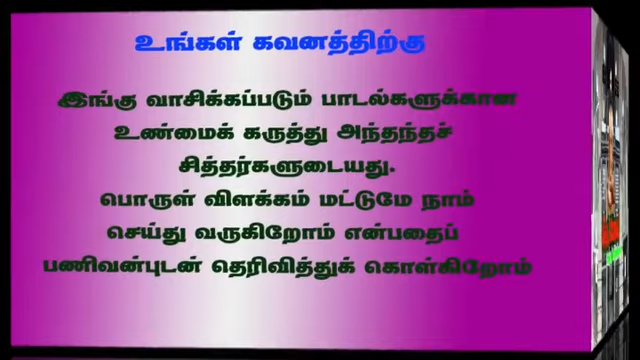 உங்கள் கவனத்திற்கு
இங்கு வாசிக்கப்படும் பாடல்களுக்கான
உண்மைக் கருத்து அந்தந்தச்
சித்தர்களுடையது.
பொருள் விளக்கம் மட்டுமே நாம்
செய்து வருகிறோம் என்பதைப்
பணிவன்புடன் தெரிவித்துக் கொள்கிறோம்